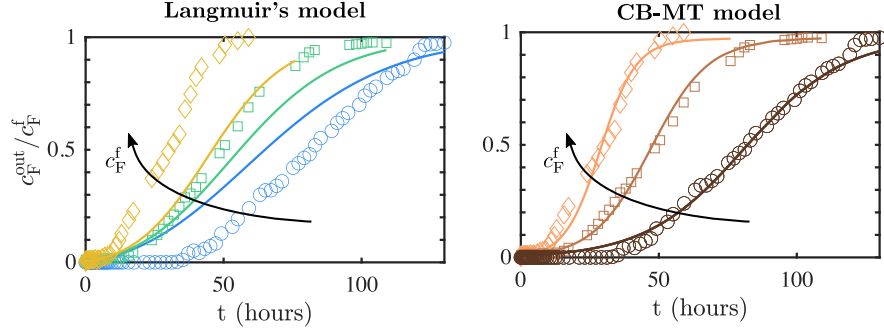 Langmuir's model
c_F^out/c_F^f
1
0.5
0
c_F^f
0
50
100
t (hours)
CB-MT model
1
0.5
0
c_F^f
0
50
100
t (hours)